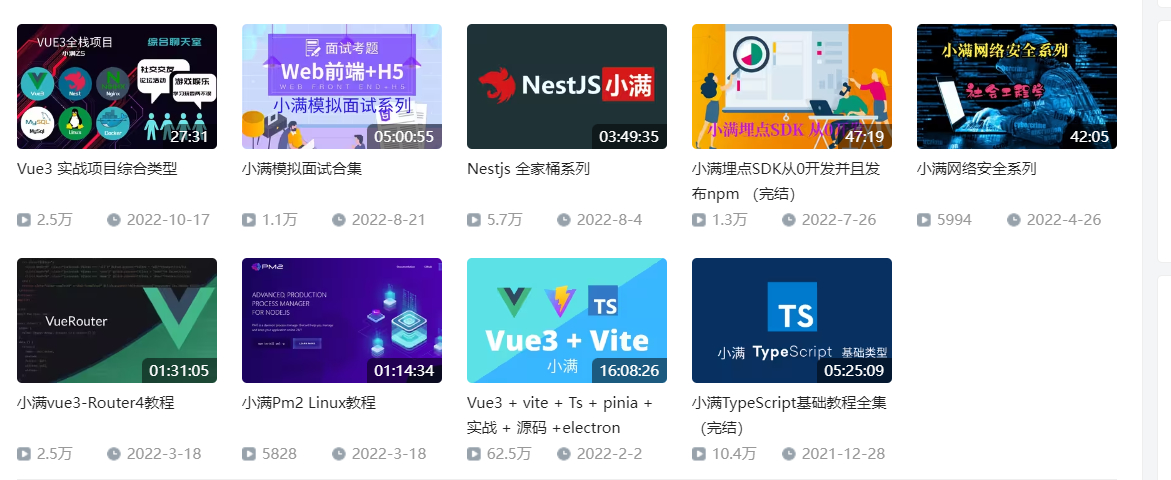 VUE3全栈项目
小满ZS
综合聊天室
社交交友
论坛活动
游戏娱乐
学习玩耍两不误
Vue3
Nest
Nginx
MySQL
MySql
Linux
Docker
27:31
面试考题
Web前端+H5
WEB FRONT END+H5
小满模拟面试系列
05:00:55
NestJS小满
03:49:35
小满埋点SDK 从0
47:19
小满网络安全系列
社会工程学
42:05
Vue3 实战项目综合类型
小满模拟面试合集
Nestjs 全家桶系列
小满埋点SDK从0开发并且发
布npm （完结）
小满网络安全系列
2.5万 2022-10-17
1.1万 2022-8-21
5.7万 2022-8-4
1.3万 2022-7-26
5994 2022-4-26
VueRouter
01:31:05
PM2
ADVANCED, PRODUCTION
PROCESS MANAGER
FOR NODE.JS
01:14:34
TS
Vue3 + Vite
小满
16:08:26
TS
小满 TypeScript 基础类型
05:25:09
小满vue3-Router4教程
小满Pm2 Linux教程
Vue3 + vite + Ts + pinia +
实战 + 源码 +electron
小满TypeScript基础教程全集
（完结）
2.5万 2022-3-18
5828 2022-3-18
62.5万 2022-2-2
10.4万 2021-12-28